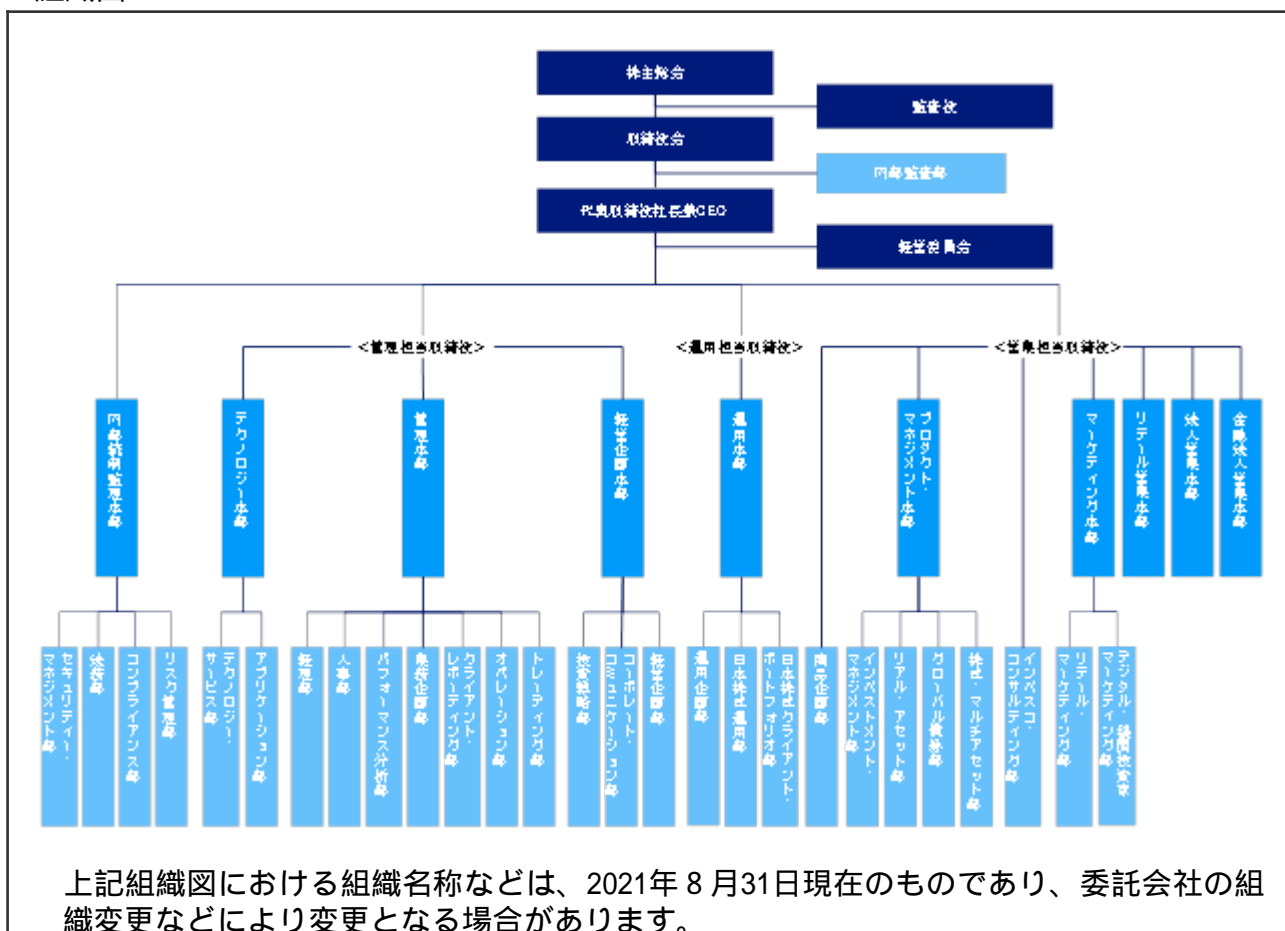 株主総会
監査役
取締役会
内部監査部
代表取締役社長兼CEO
経営委員会
<管理担当取締役>
<運用担当取締役>
<営業担当取締役>
内部統制監理本部
テクノロジー本部
管理本部
経営企画本部
運用本部
プロダクト・
マネジメント本部
マーケティング本部
リテール営業本部
法人営業本部
金融法人営業本部
セキュリティー・
マネジメント部
法務部
コンプライアンス部
リスク管理部
テクノロジー・
サービス部
アプリケーション部
経理部
人事部
パフォーマンス分析部
業務企画部
クライアント・
レポーティング部
オペレーション部
トレーディング部
投資戦略部
コーポレート・
コミュニケーション部
経営企画部
運用企画部
日本株式運用部
日本株式クライアント・
ポートフォリオ部
商品企画部
インベストメント・
マネジメント部
リアル・アセット部
グローバル債券部
株式・マルチアセット部
インベスコ・
コンサルティング部
リテール・
マーケティング部
デジタル・機関投資家
マーケティング部
上記組織図における組織名称などは、2021年8月31日現在のものであり、委託会社の組
織変更などにより変更となる場合があります。